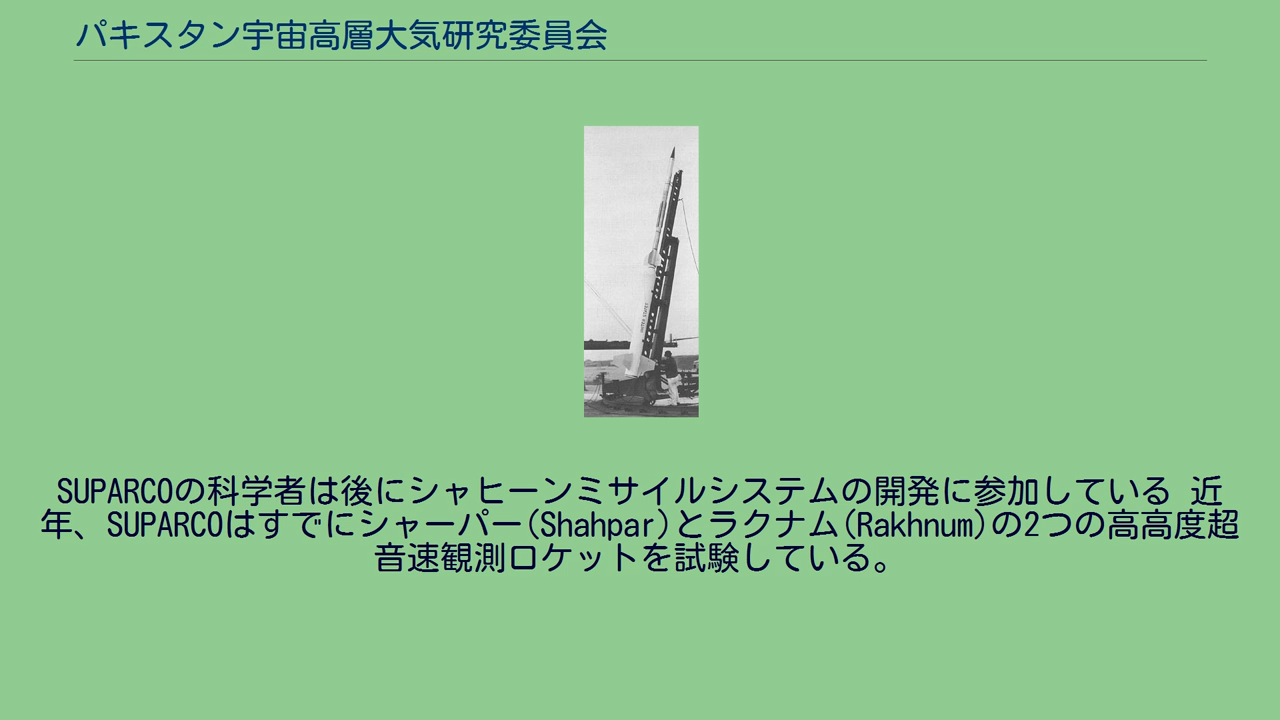 パキスタン宇宙高層大気研究委員会
SUPARCOの科学者は後にシャヒーンミサイルシステムの開発に参加している 近
年、SUPARCOはすでにシャーパー(Shahpar)とラクナム(Rakhnum)の2つの高高度超
音速観測ロケットを試験している。